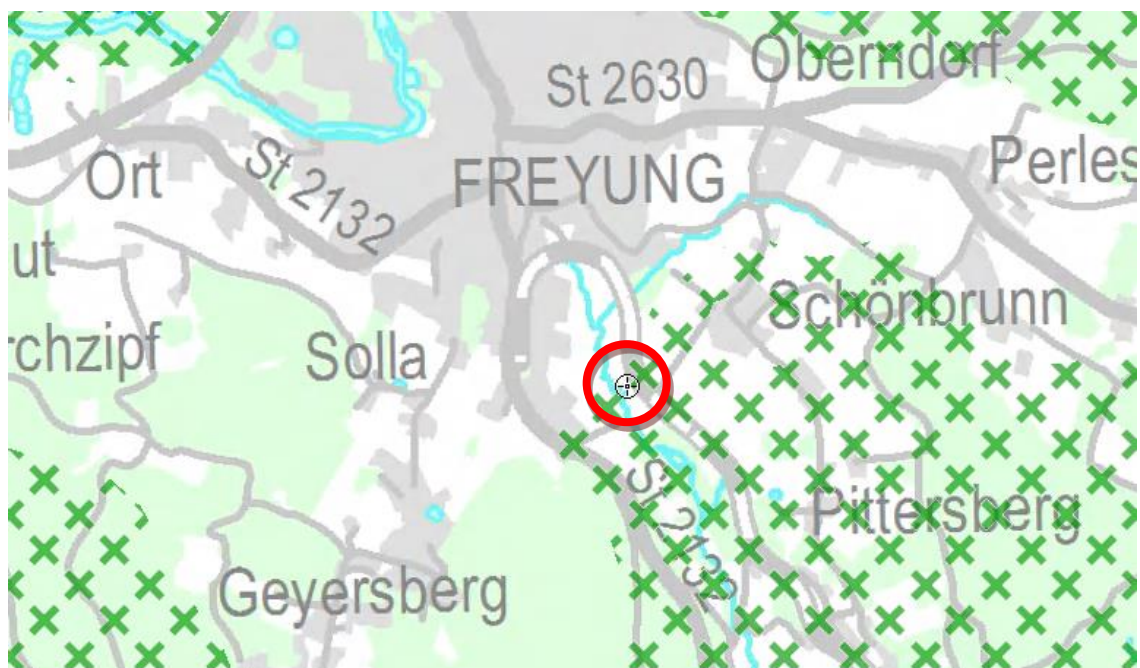 Oberndorf
St 2630
Ort
St 2132
FREYUNG
Perles
ut
Schönbrunn
rchzipf
Solla
St 2132
Pittersberg
Geyersberg